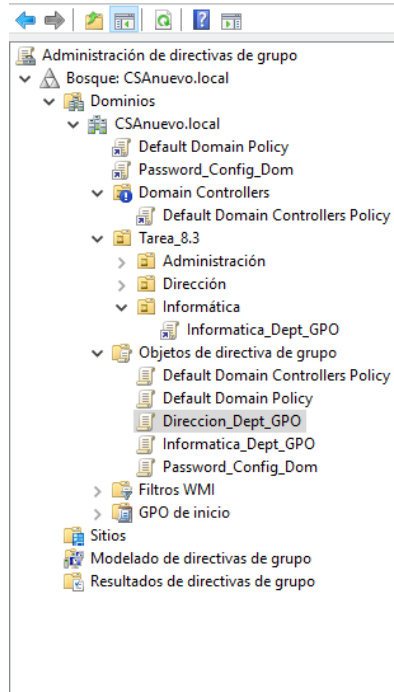 Administración de directivas de grupo
Bosque: CSAnuevo.local
Dominios
CSAnuevo.local
Default Domain Policy
Password_Config_Dom
Domain Controllers
Default Domain Controllers Policy
Tarea_8.3
Administración
Dirección
Informática
Informatica_Dept_GPO
Objetos de directiva de grupo
Default Domain Controllers Policy
Default Domain Policy
Direccion_Dept_GPO
Informatica_Dept_GPO
Password_Config_Dom
Filtros WMI
GPO de inicio
Sitios
Modelado de directivas de grupo
Resultados de directivas de grupo